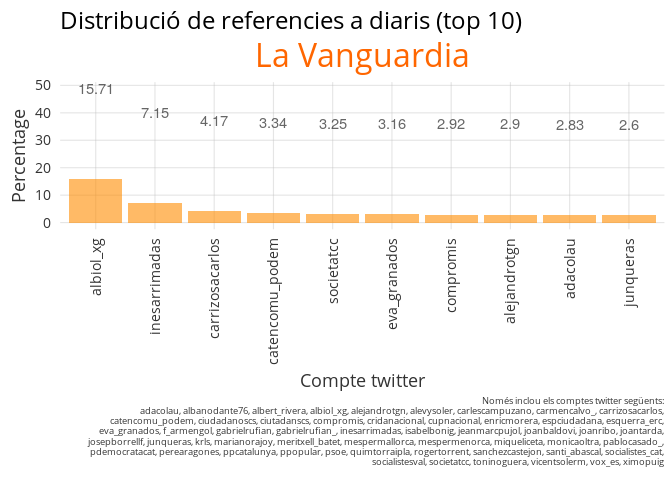 Distribució de referencies a diaris (top 10)
La Vanguardia
Percentage
50
40
30
20
10
0
15.71
7.15
4.17
3.34
3.25
3.16
2.92
2.9
2.83
2.6
albiol_xg
inesarrimadas
carrizosacarlos
catencomu_podem
societatcc
eva_granados
compromis
alejandrotgn
adacolau
junqueras
Compte twitter
Només inclou els comptes twitter següents:
adacolau, albanodante76, albert_rivera, albiol_xg, alejandrotgn, alevysoler, carlescampuzano, carmencalvo_, carrizosacarlos,
catencomu_podem, ciudadanoscs, ciutadanscs, compromis, cridanacional, cupnacional, enricmorera, espciudadana, esquerra_erc,
eva_granados, f_armengol, gabrielrufian, gabrielrufian_, inesarrimadas, isabelbonig, jeanmarcpujol, joanbaldovi, joanribo, joantarda,
josepborrellf, junqueras, krls, marianorajoy, meritxell_batet, mespermallorca, mespermenorca, miqueliceta, monicaoltra, pablocasado_,
pdemocratacat, perearagones, ppcatalunya, ppopular, psoe, quimtorraipla, rogertorrent, sanchezcastejon, santi_abascal, socialistes_cat,
socialistesval, societatcc, toninoguera, vicentsolerm, vox_es, ximopuig